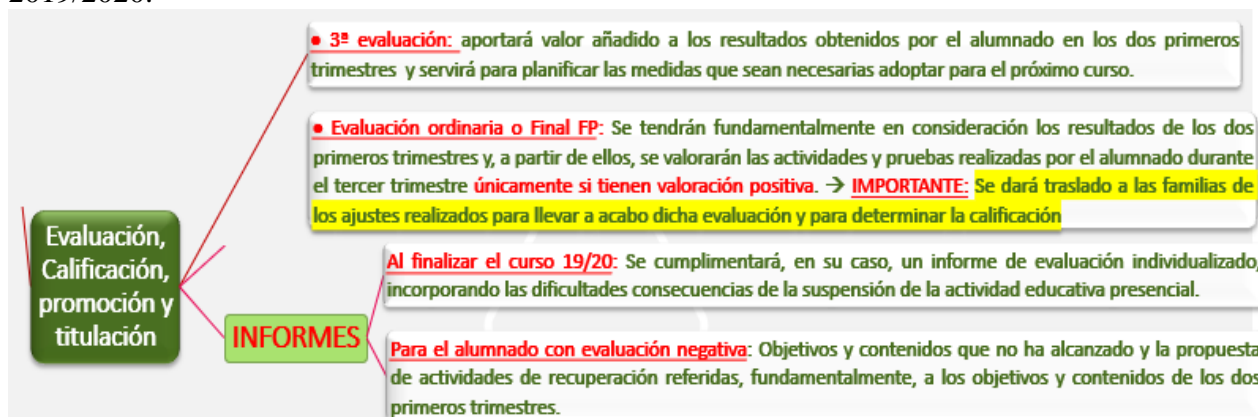 2019/2020.
• 3ª evaluación: aportará valor añadido a los resultados obtenidos por el alumnado en los dos primeros
trimestres y servirá para planificar las medidas que sean necesarias adoptar para el próximo curso.
• Evaluación ordinaria o Final FP: Se tendrán fundamentalmente en consideración los resultados de los dos
primeros trimestres y, a partir de ellos, se valorarán las actividades y pruebas realizadas por el alumnado durante
el tercer trimestre únicamente si tienen valoración positiva. → IMPORTANTE: Se dará traslado a las familias de
los ajustes realizados para llevar a acabo dicha evaluación y para determinar la calificación
Evaluación,
Calificación,
promoción y
titulación
INFORMES
Al finalizar el curso 19/20: Se cumplimentará, en su caso, un informe de evaluación individualizado,
incorporando las dificultades consecuencias de la suspensión de la actividad educativa presencial.
Para el alumnado con evaluación negativa: Objetivos y contenidos que no ha alcanzado y la propuesta
de actividades de recuperación referidas, fundamentalmente, a los objetivos y contenidos de los dos
primeros trimestres.